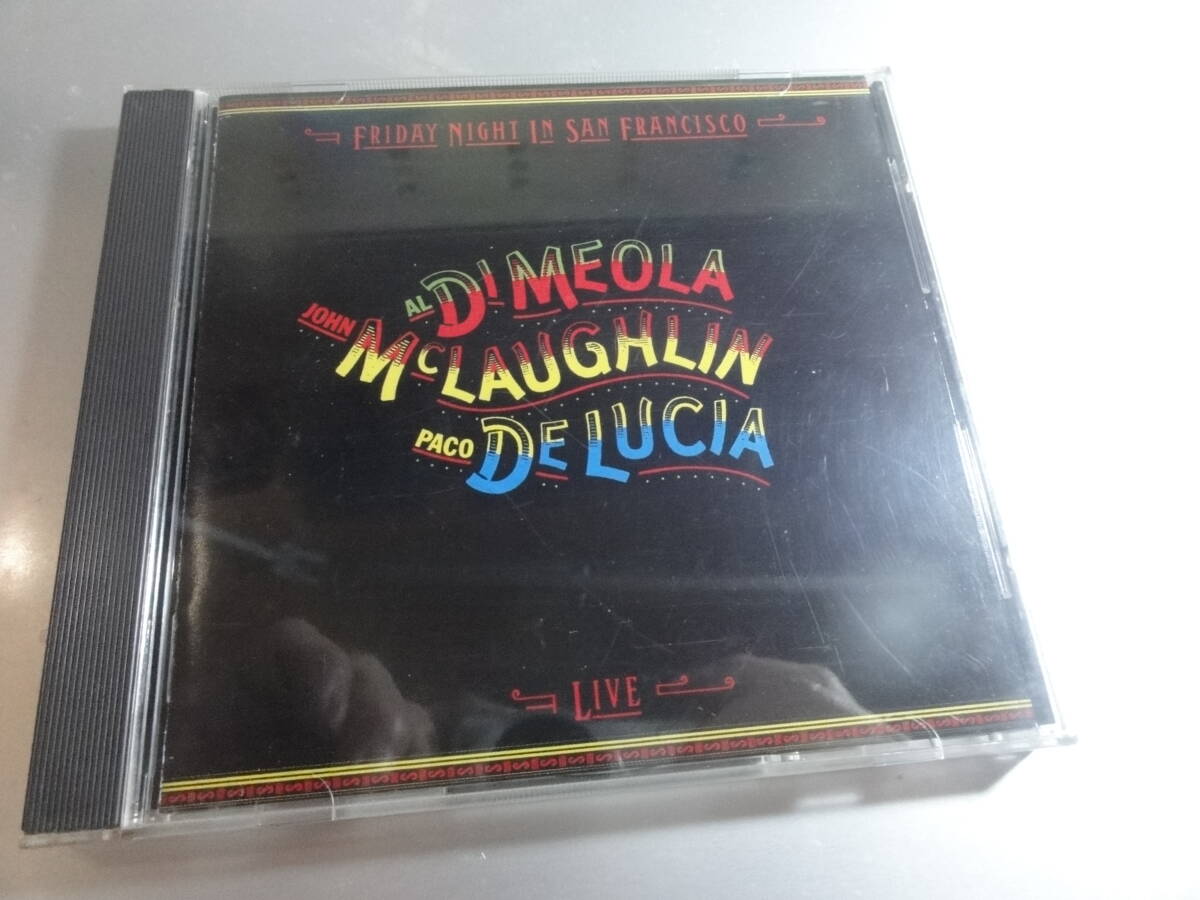 FRIDAY NIGHT IN SAN FRANCISCO
AL DI MEOLA
JOHN MCLAUGHLIN
PACO DE LUCIA
LIVE